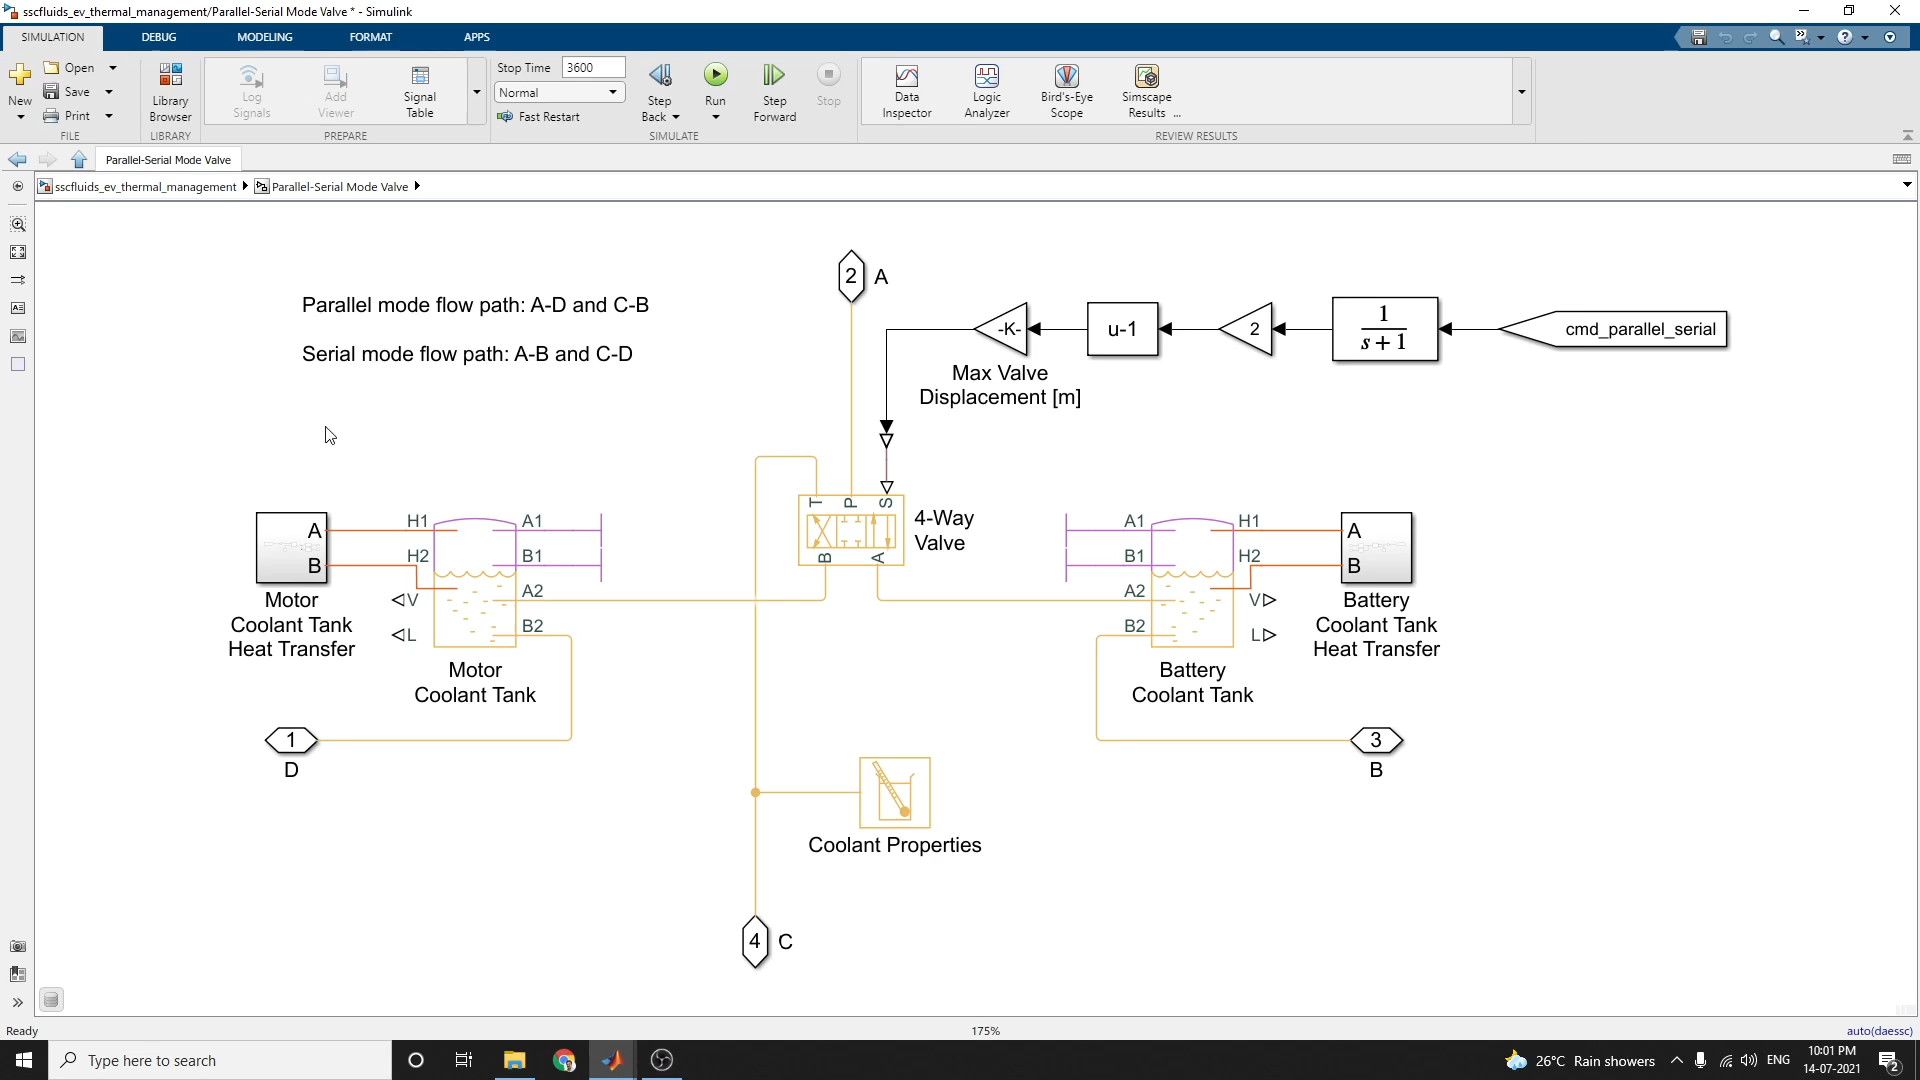 sscfluids_ev_thermal_management/Parallel-Serial Mode Valve * - Simulink
SIMULATION DEBUG MODELING FORMAT APPS
New
Open
Save
Print
FILE
Library
Browser
LIBRARY
Log
Signals
Add
Viewer
Signal
Table
PREPARE
Stop Time 3600
Normal
Fast Restart
Step
Back
Run
Step
Forward
Stop
SIMULATE
Data
Inspector
Logic
Analyzer
Bird's-Eye
Scope
Simscape
Results ...
REVIEW RESULTS
Parallel-Serial Mode Valve
sscfluids_ev_thermal_management Parallel-Serial Mode Valve
2 A
Parallel mode flow path: A-D and C-B
Serial mode flow path: A-B and C-D
-K-
u-1
2
1
s+1
cmd_parallel_serial
Max Valve
Displacement [m]
T P S
B A
4-Way
Valve
A
B
Motor
Coolant Tank
Heat Transfer
H1 A1
H2 B1
V A2
L B2
Motor
Coolant Tank
A1 H1
B1 H2
A2 V
B2 L
Battery
Coolant Tank
A
B
Battery
Coolant Tank
Heat Transfer
1
D
3
B
Coolant Properties
4 C
Ready
175%
auto(daessc)
Type here to search
26°C Rain showers
ENG
10:01 PM
14-07-2021
2